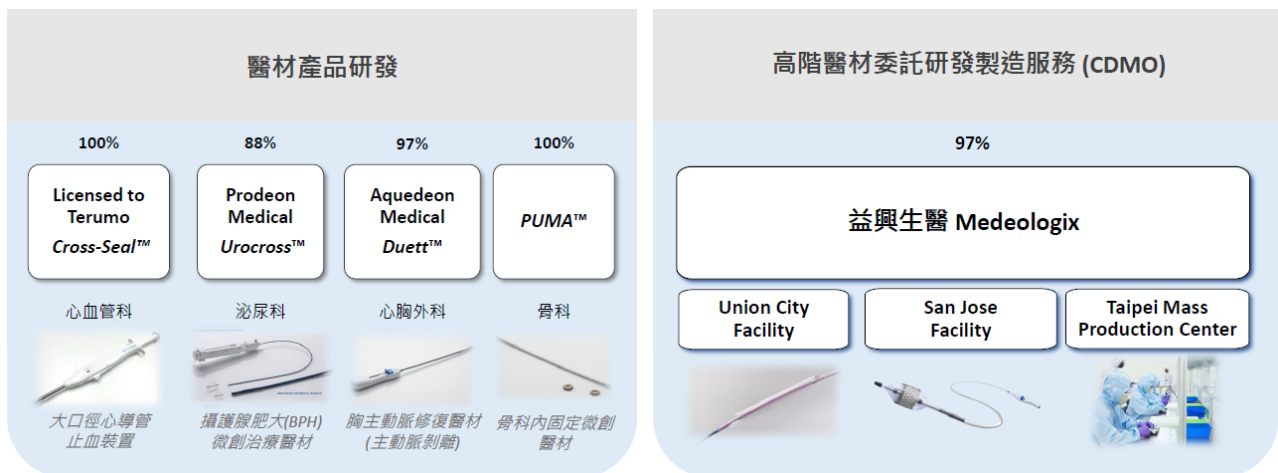 醫材產品研發
100%
88%
97%
100%
Licensed to
Terumo
Cross-Seal™
Prodeon
Medical
Urocross™
Aquedeon
Medical
Duett™
PUMA™
心血管科
泌尿科
心胸外科
骨科
大口徑心導管
止血裝置
攝護腺肥大(BPH)
微創治療醫材
胸主動脈修復醫材
(主動脈剝離)
骨科內固定微創
醫材
高階醫材委託研發製造服務 (CDMO)
97%
益興生醫 Medeologix
Union City
Facility
San Jose
Facility
Taipei Mass
Production Center